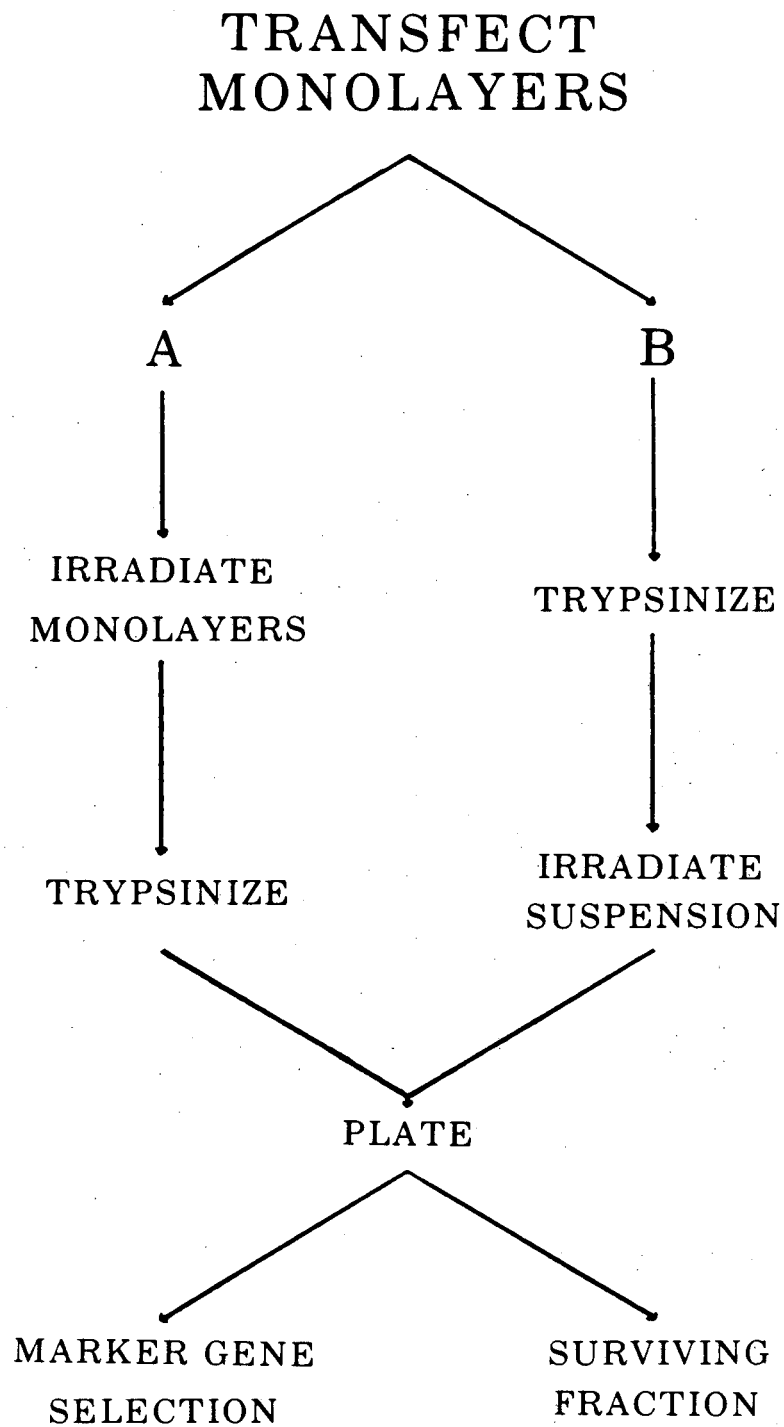 TRANSFECT
MONOLAYERS
A
B
IRRADIATE
MONOLAYERS
TRYPSINIZE
TRYPSINIZE
IRRADIATE
SUSPENSION
PLATE
MARKER GENE
SELECTION
SURVIVING
FRACTION